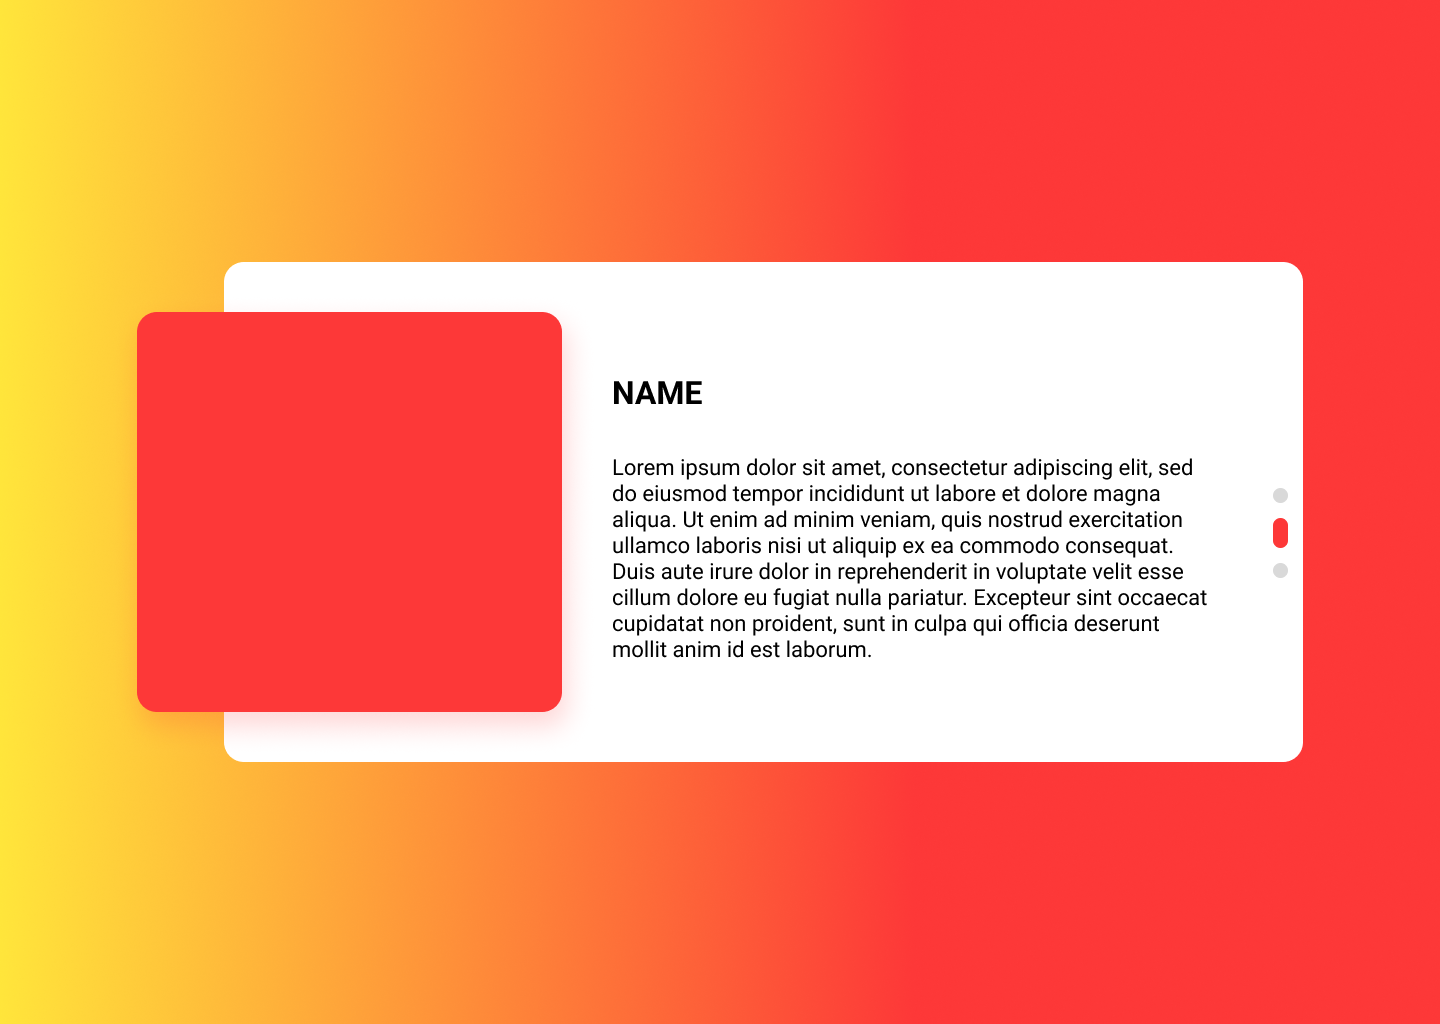 NAME
Lorem ipsum dolor sit amet, consectetur adipiscing elit, sed
do eiusmod tempor incididunt ut labore et dolore magna
aliqua. Ut enim ad minim veniam, quis nostrud exercitation
ullamco laboris nisi ut aliquip ex ea commodo consequat.
Duis aute irure dolor in reprehenderit in voluptate velit esse
cillum dolore eu fugiat nulla pariatur. Excepteur sint occaecat
cupidatat non proident, sunt in culpa qui officia deserunt
mollit anim id est laborum.